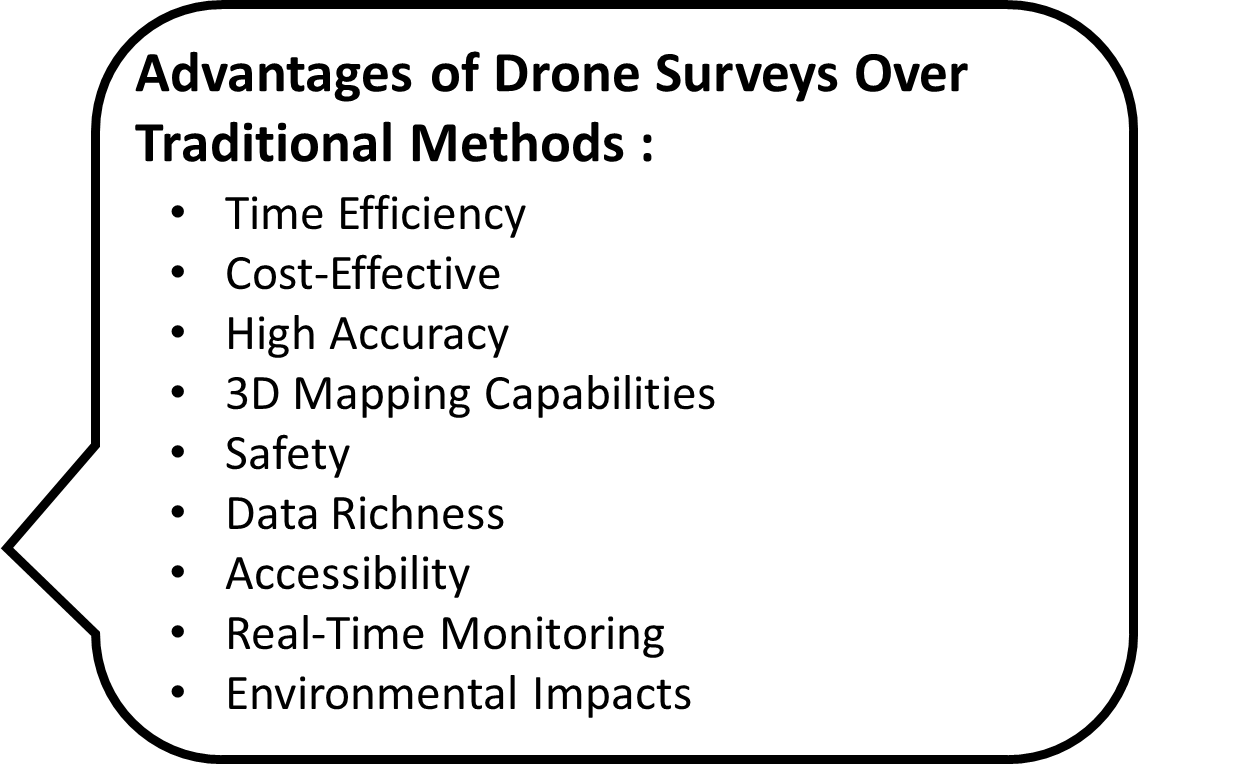 Advantages of Drone Surveys Over
Traditional Methods :
• Time Efficiency
• Cost-Effective
• High Accuracy
• 3D Mapping Capabilities
• Safety
• Data Richness
• Accessibility
• Real-Time Monitoring
• Environmental Impacts